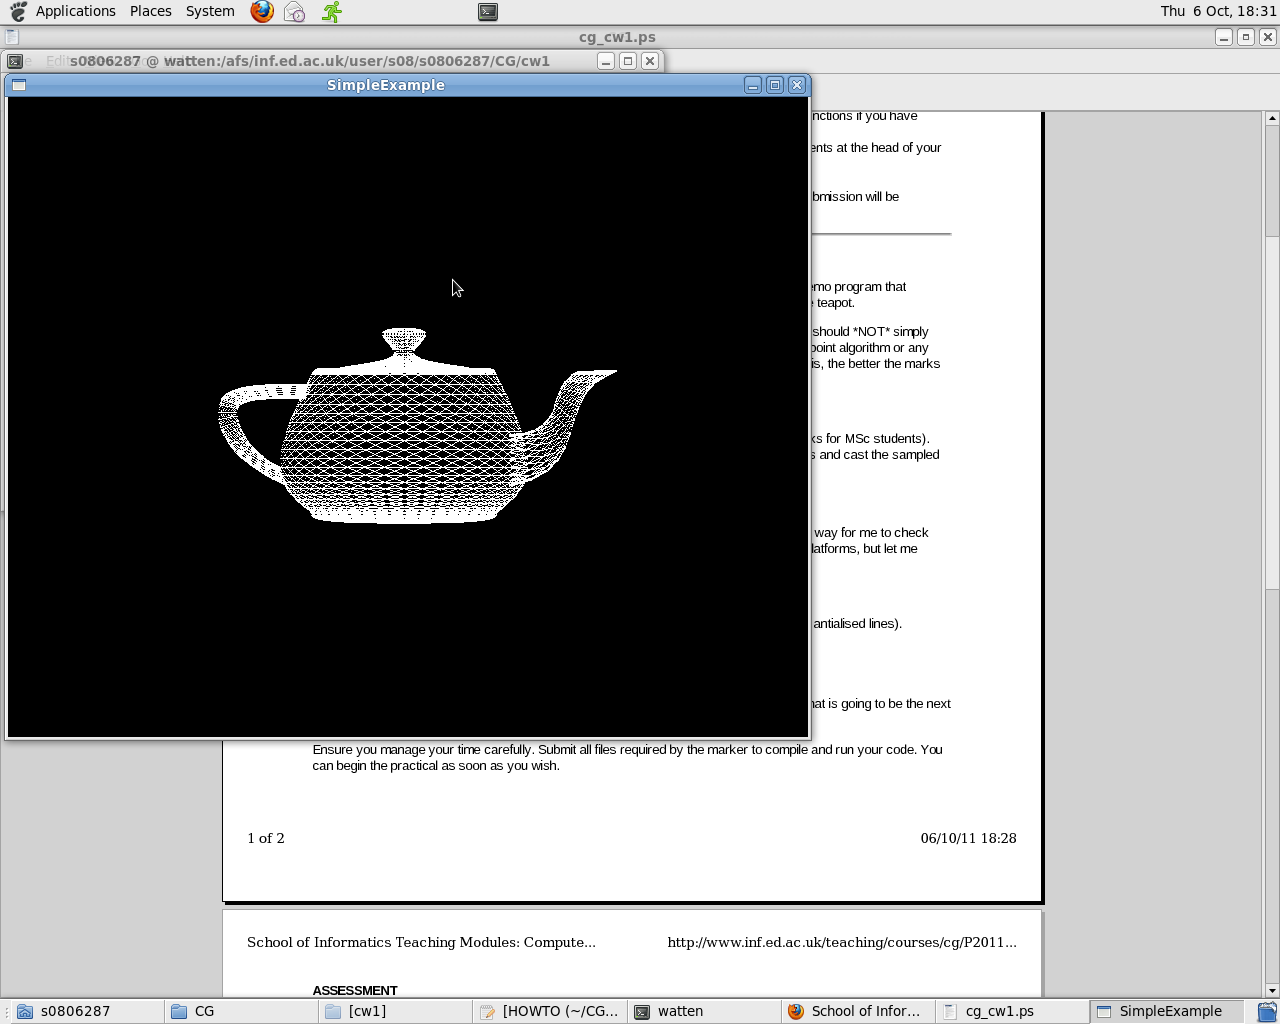 Applications Places System Thu 6 Oct, 18:31
cg_cw1.ps
s0806287 @ watten:/afs/inf.ed.ac.uk/user/s08/s0806287/CG/cw1
SimpleExample
nctions if you have
ents at the head of your
bmission will be
emo program that
teapot.
should *NOT* simply
point algorithm or any
is, the better the marks
ks for MSc students).
s and cast the sampled
way for me to check
latforms, but let me
antialised lines).
hat is going to be the next
Ensure you manage your time carefully. Submit all files required by the marker to compile and run your code. You
can begin the practical as soon as you wish.
1 of 2 06/10/11 18:28
School of Informatics Teaching Modules: Compute... http://www.inf.ed.ac.uk/teaching/courses/cg/P2011...
ASSESSMENT
s0806287 CG [cw1] [HOWTO (~/CG... watten School of Infor... cg_cw1.ps SimpleExample